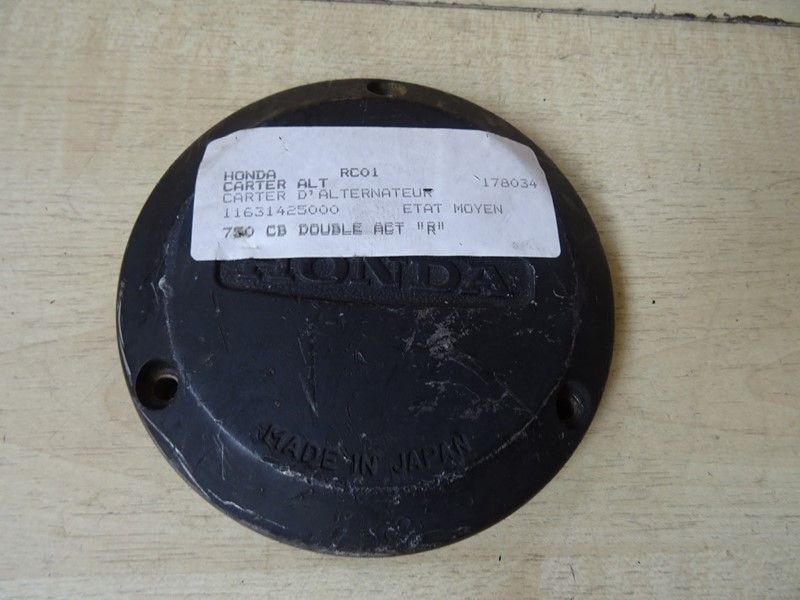 HONDA RC01
CARTER ALT 178034
CARTER D'ALTERNATEUR
11631425000 ETAT MOYEN
750 CB DOUBLE ACT "R"
HONDA
MADE IN JAPAN